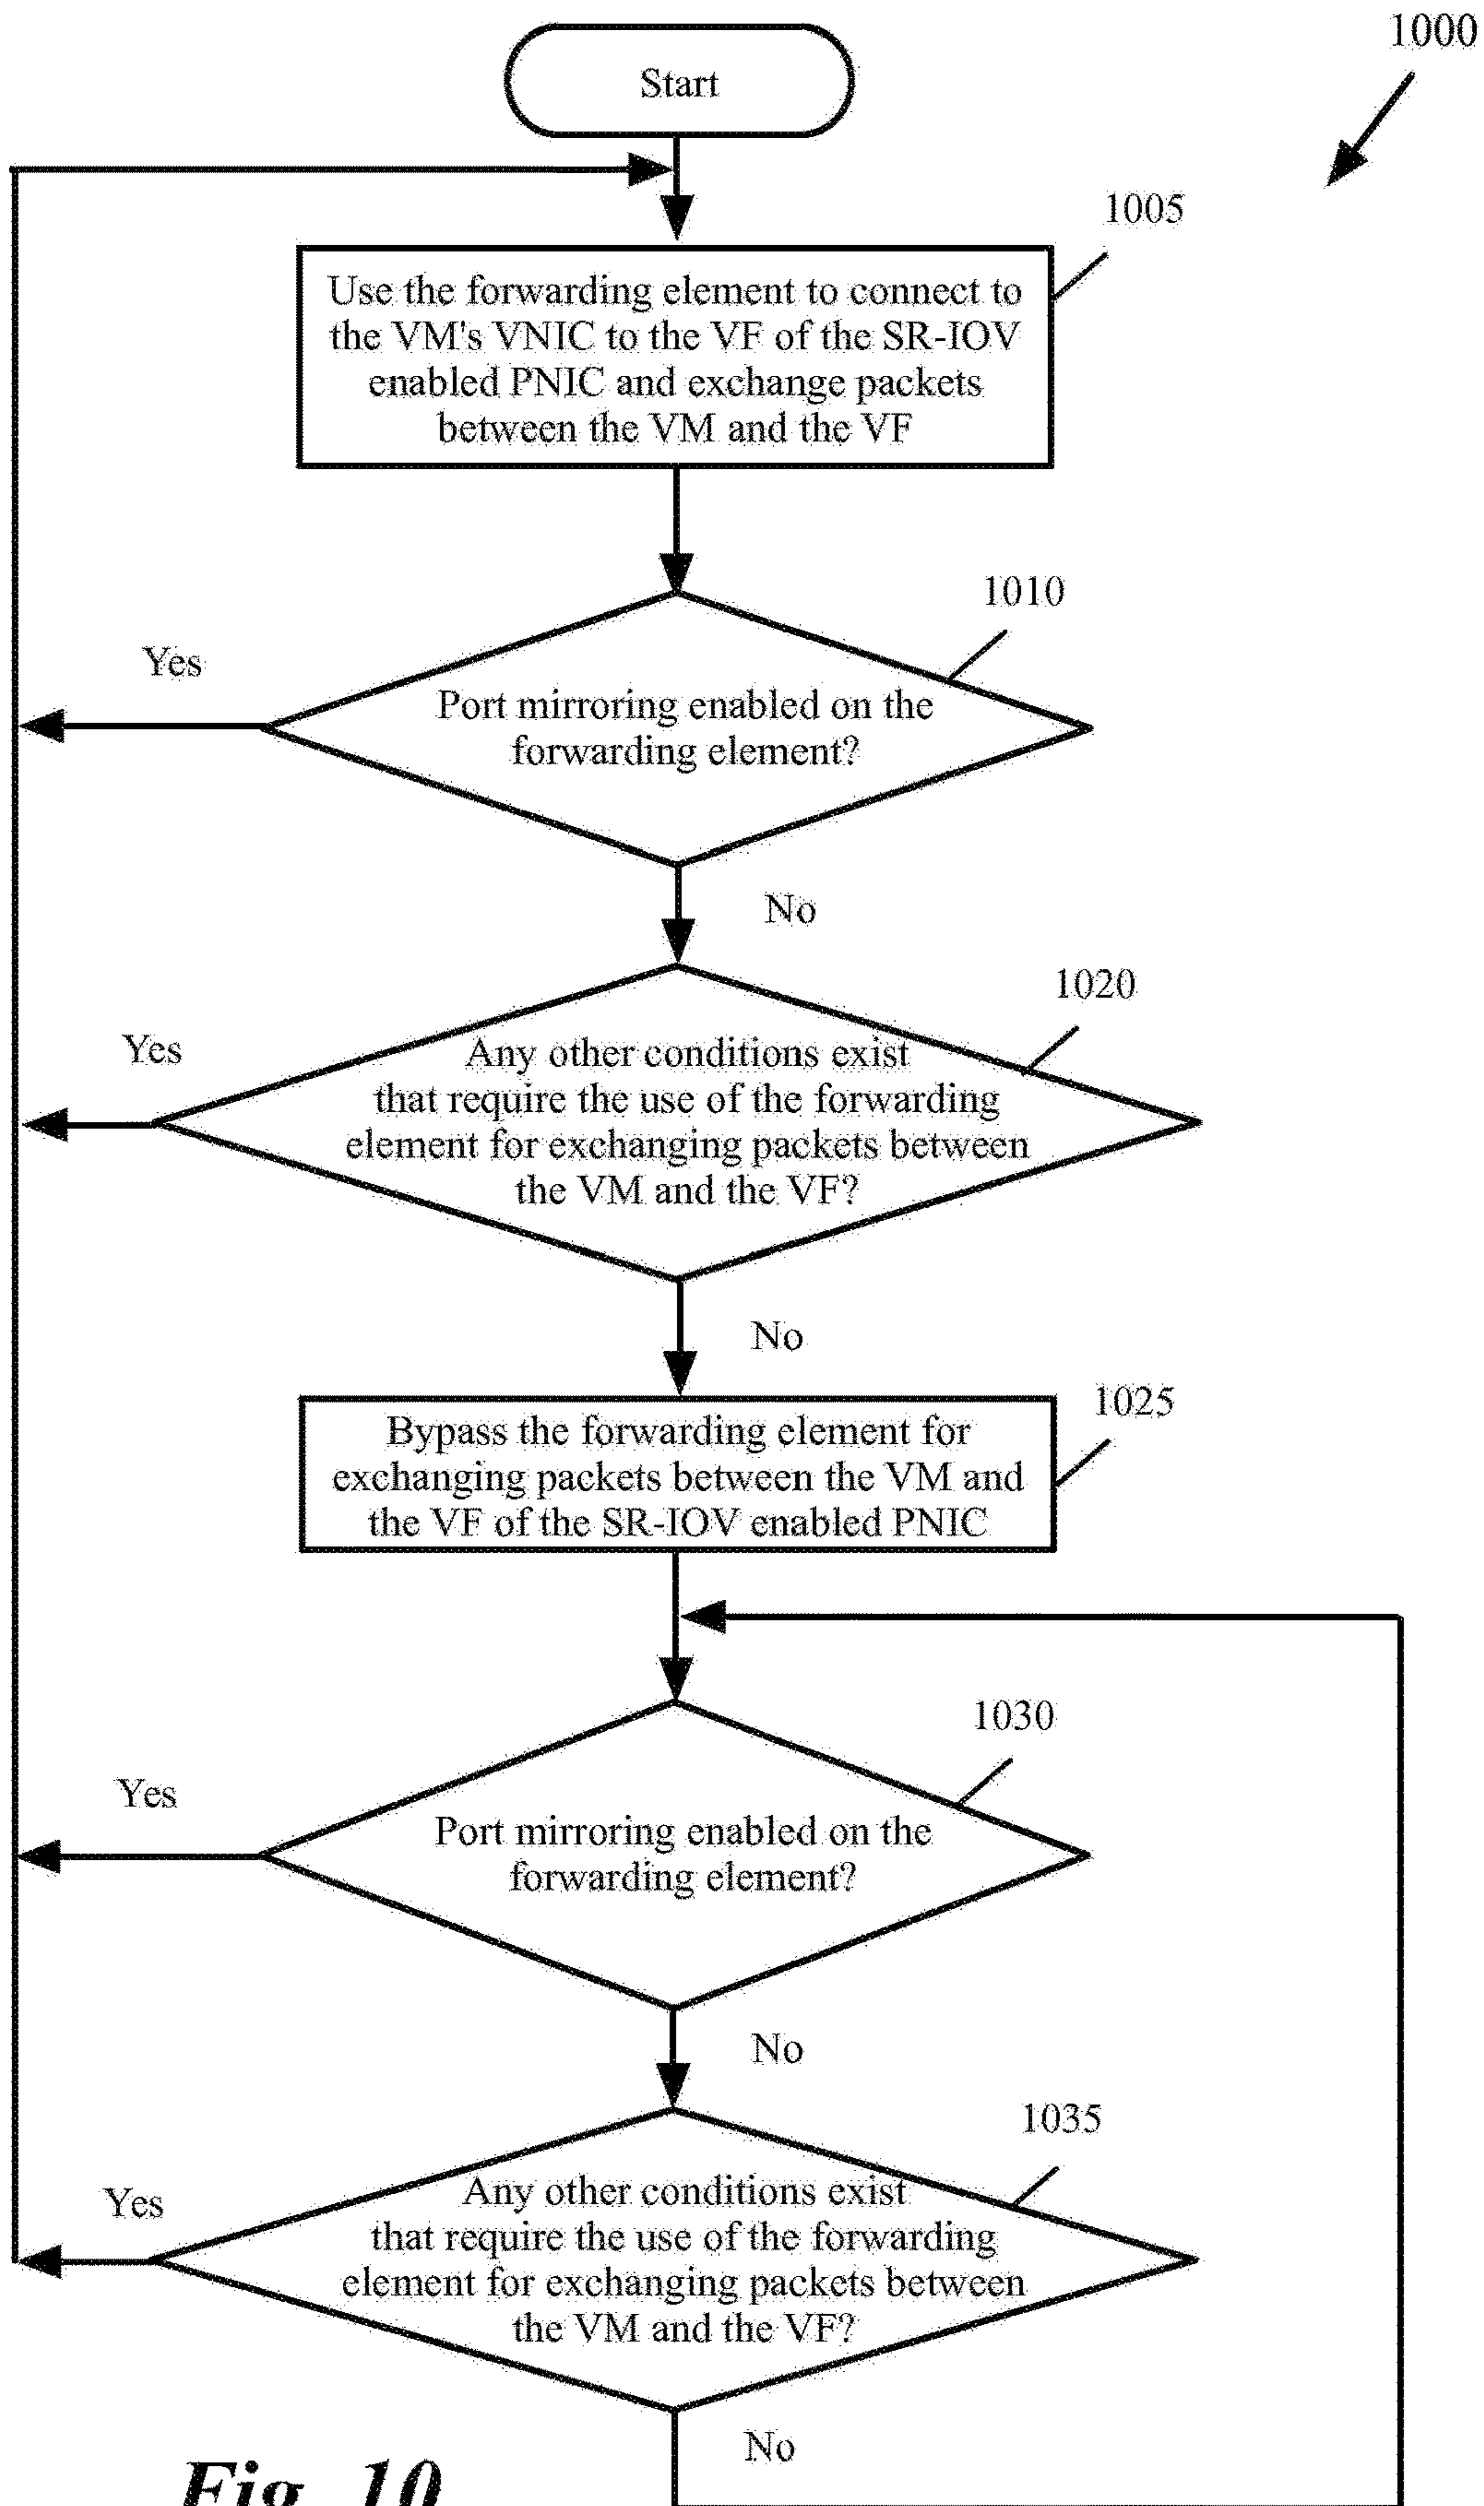 1000
Start
1005
Use the forwarding element to connect to
the VM's VNIC to the VF of the SR-IOV
enabled PNIC and exchange packets
between the VM and the VF
1010
Yes
Port mirroring enabled on the
forwarding element?
No
1020
Yes
Any other conditions exist
that require the use of the forwarding
element for exchanging packets between
the VM and the VF?
No
1025
Bypass the forwarding element for
exchanging packets between the VM and
the VF of the SR-IOV enabled PNIC
1030
Yes
Port mirroring enabled on the
forwarding element?
No
1035
Yes
Any other conditions exist
that require the use of the forwarding
element for exchanging packets between
the VM and the VF?
No
Fig. 10